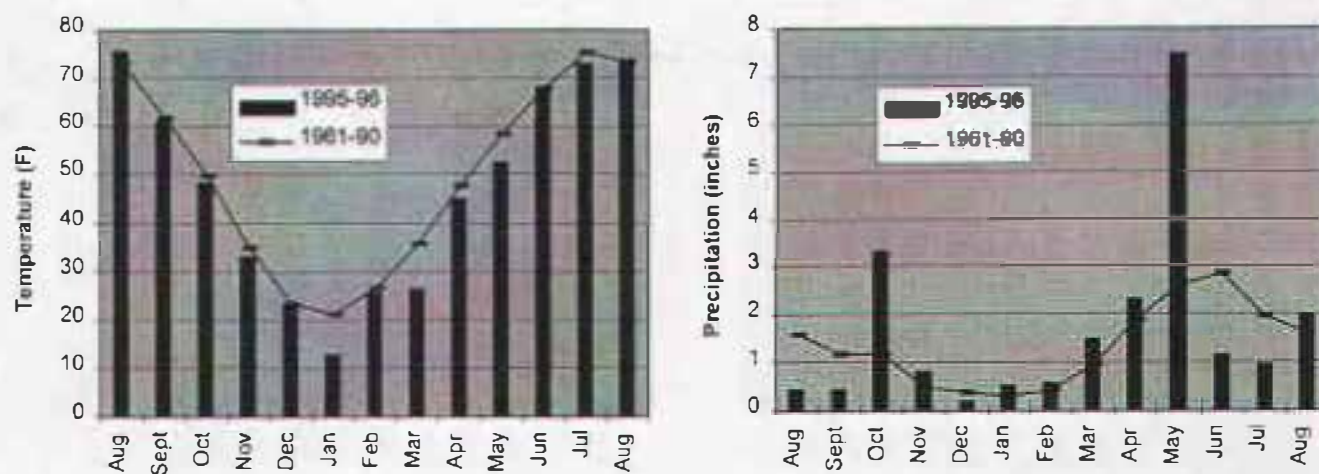 Temperature (F)
80
70
60
50
40
30
20
10
0
1995-96
1961-90
Aug
Sept
Oct
Nov
Dec
Jan
Feb
Mar
Apr
May
Jun
Jul
Aug
Precipitation (inches)
8
7
6
5
4
3
2
1
0
1995-96
1961-90
Aug
Sept
Oct
Nov
Dec
Jan
Feb
Mar
Apr
May
Jun
Jul
Aug